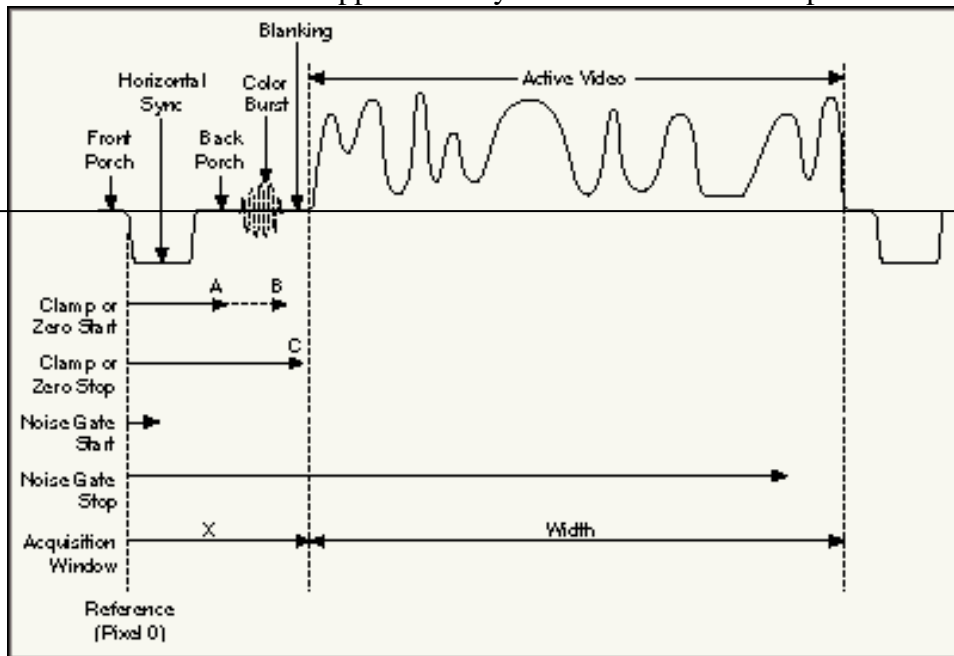 Blanking
Horizontal
Sync
Color
Burst
Active Video
Front
Porch
Back
Porch
A
B
Clamp or
Zero Start
C
Clamp or
Zero Stop
Noise Gate
Start
Noise Gate
Stop
X
Width
Acquisition
Window
Reference
(Pixel 0)